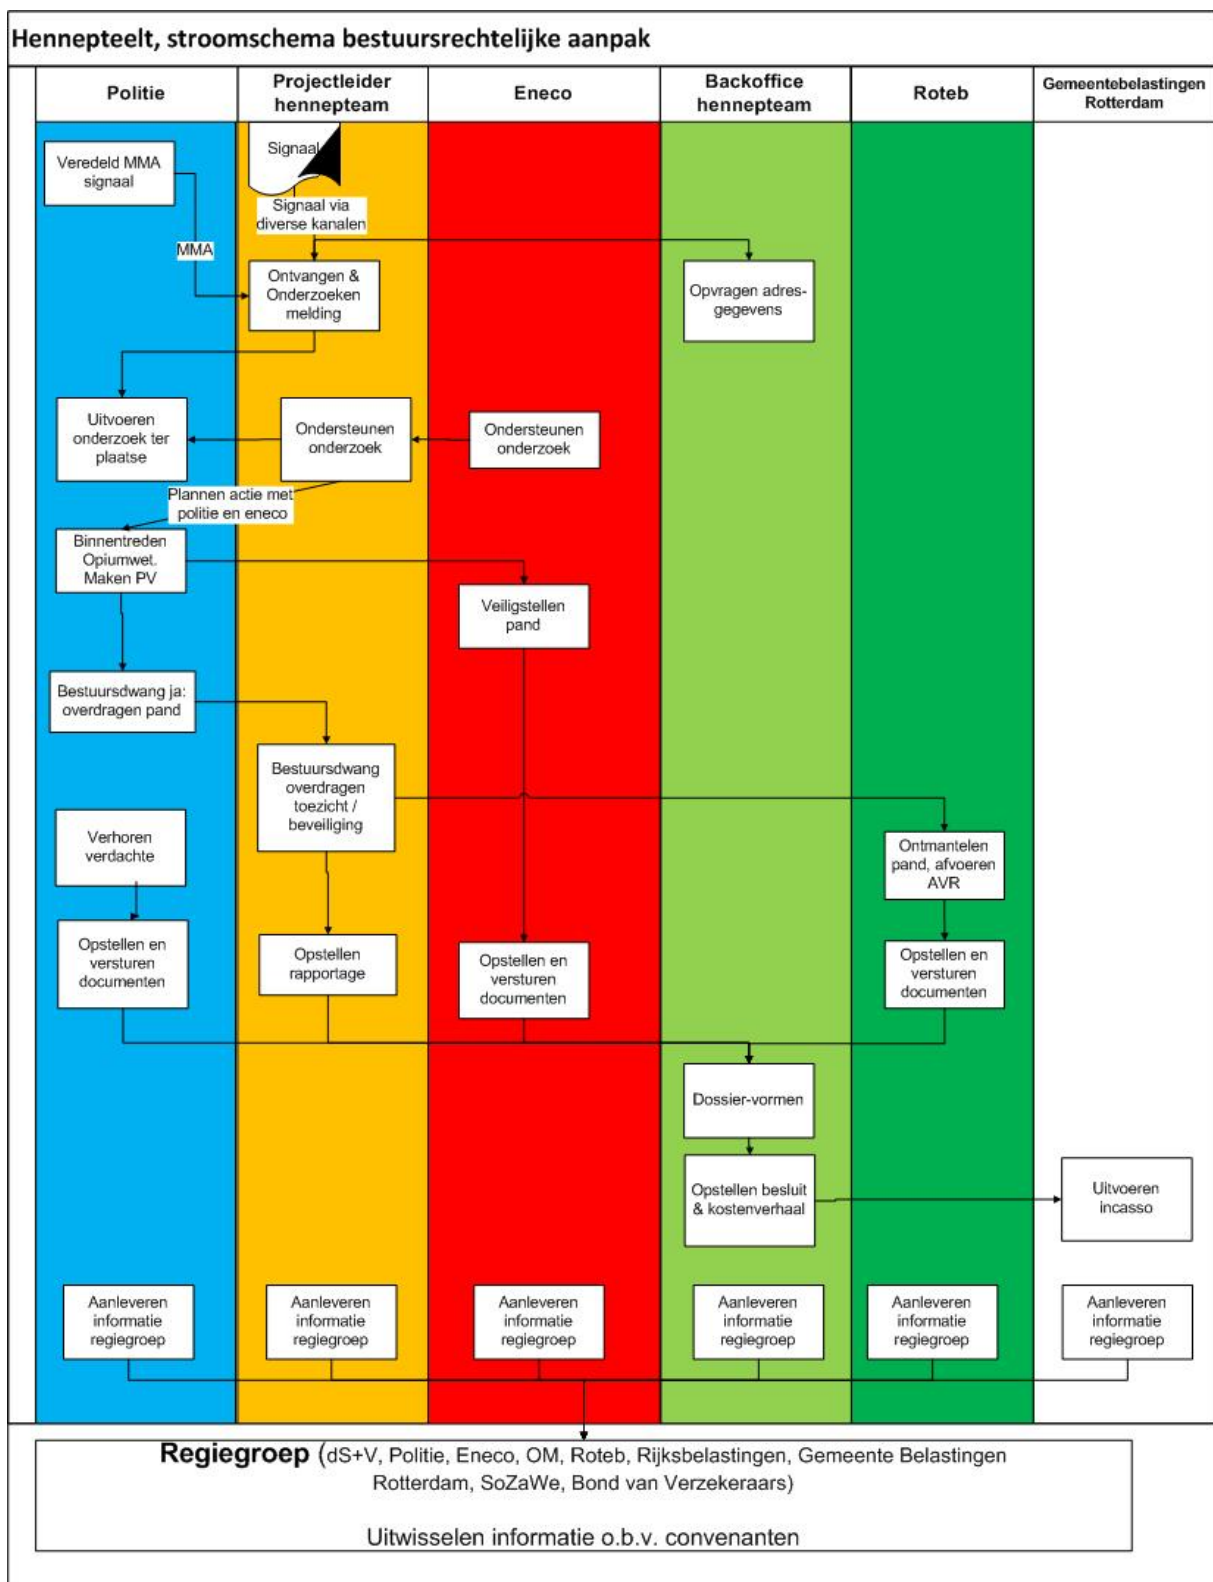 Hennepteelt, stroomschema bestuursrechtelijke aanpak
Politie
Projectleider
hennepteam
Eneco
Backoffice
hennepteam
Roteb
Gemeentebelastingen
Rotterdam
Veredeld MMA
signaal
Signaal
Signaal via
diverse kanalen
MMA
Ontvangen &
Onderzoeken
melding
Opvragen adres-
gegevens
Uitvoeren
onderzoek ter
plaatse
Ondersteunen
onderzoek
Ondersteunen
onderzoek
Plannen actie met
politie en eneco
Binnentreden
Opiumwet.
Maken PV
Veiligstellen
pand
Bestuursdwang ja:
overdragen pand
Bestuursdwang
overdragen
toezicht /
beveiliging
Verhoren
verdachte
Ontmantelen
pand, afvoeren
AVR
Opstellen en
versturen
documenten
Opstellen
rapportage
Opstellen en
versturen
documenten
Opstellen en
versturen
documenten
Dossier-vormen
Opstellen besluit
& kostenverhaal
Uitvoeren
incasso
Aanleveren
informatie
regiegroep
Aanleveren
informatie
regiegroep
Aanleveren
informatie
regiegroep
Aanleveren
informatie
regiegroep
Aanleveren
informatie
regiegroep
Aanleveren
informatie
regiegroep
Regiegroep (dS+V, Politie, Eneco, OM, Roteb, Rijksbelastingen, Gemeente Belastingen
Rotterdam, SoZaWe, Bond van Verzekeraars)
Uitwisselen informatie o.b.v. convenanten